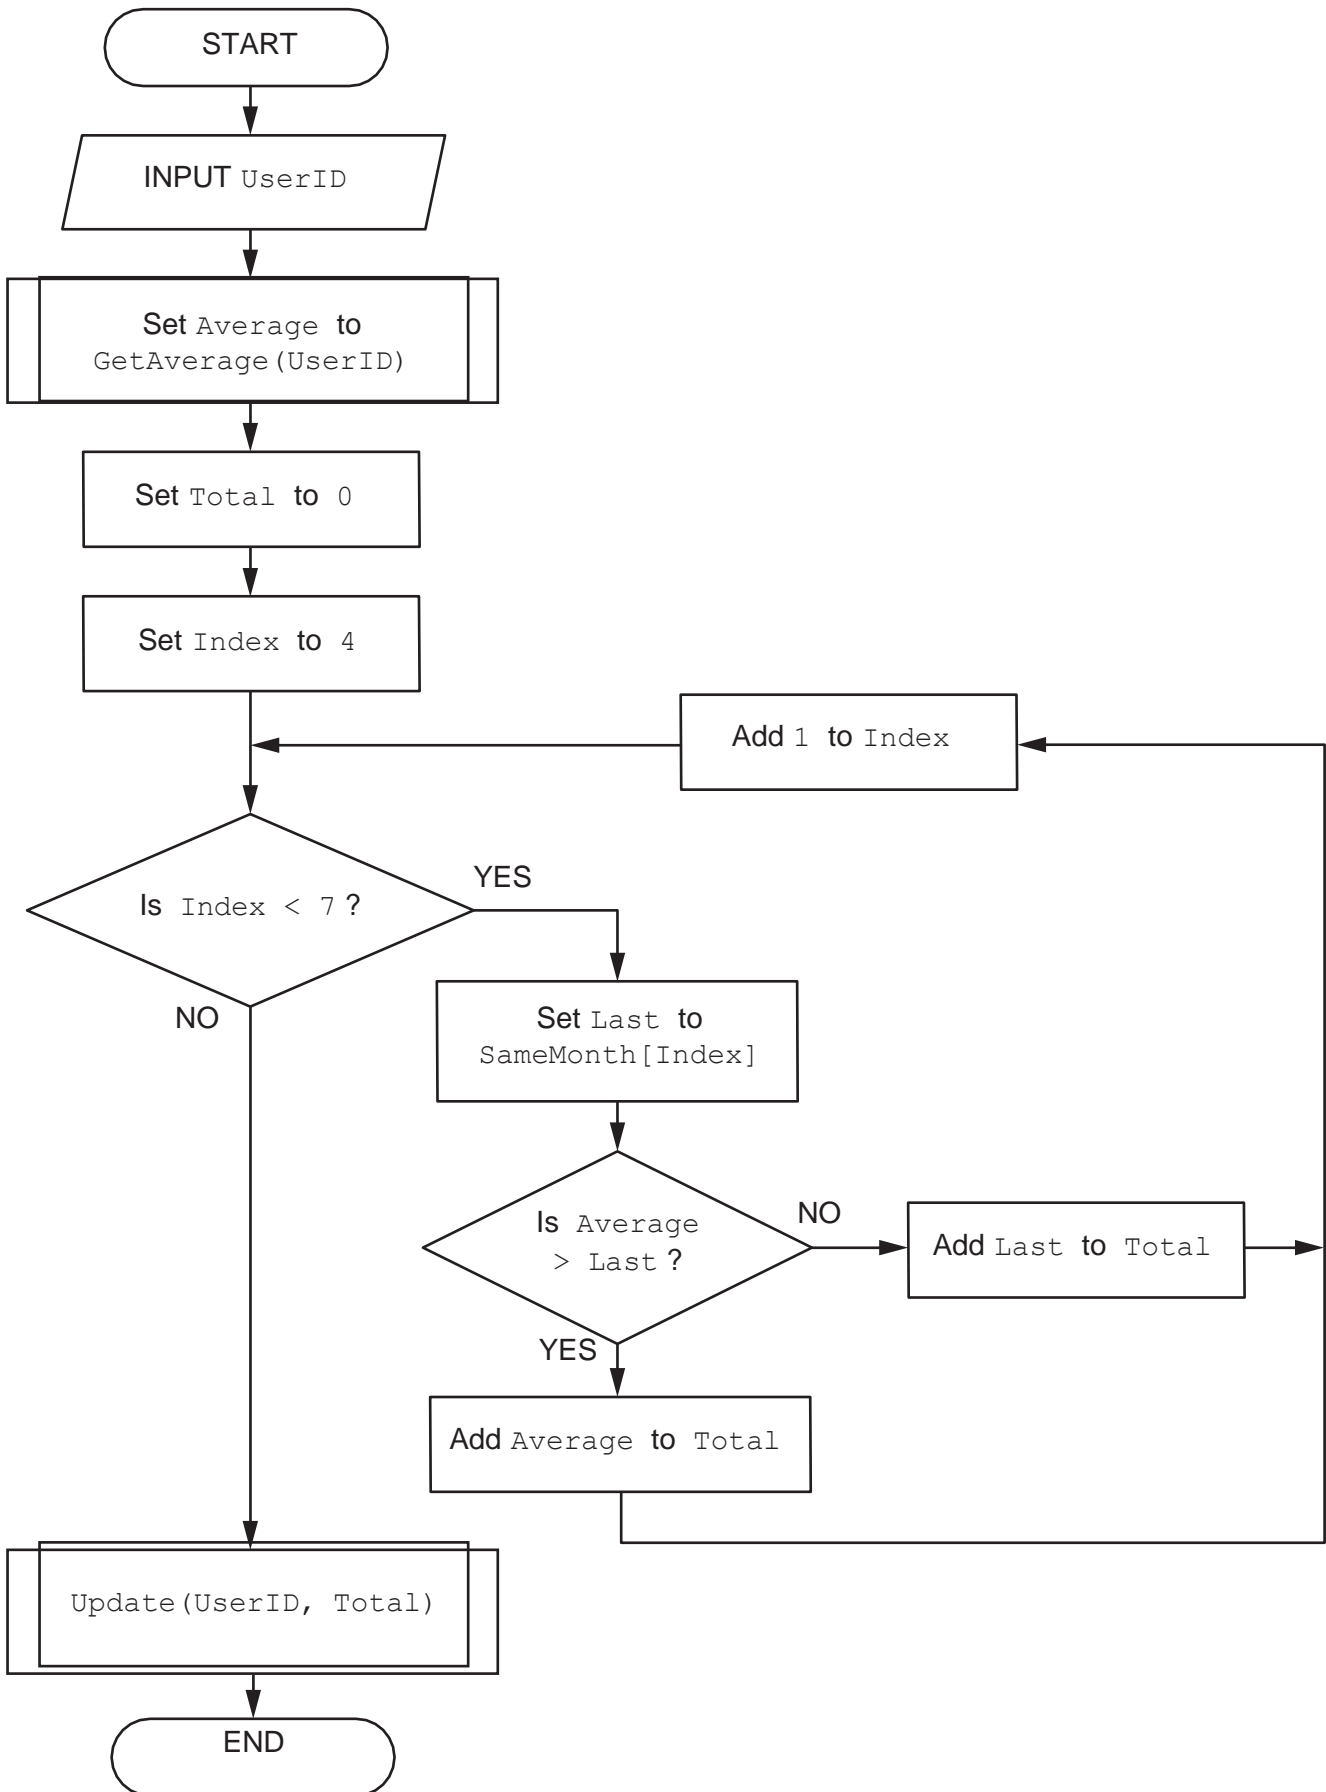 START
INPUT UserID
Set Average to
GetAverage(UserID)
Set Total to 0
Set Index to 4
Add 1 to Index
Is Index < 7 ?
YES
NO
Set Last to
SameMonth[Index]
Is Average
> Last ?
NO
Add Last to Total
YES
Add Average to Total
Update(UserID, Total)
END